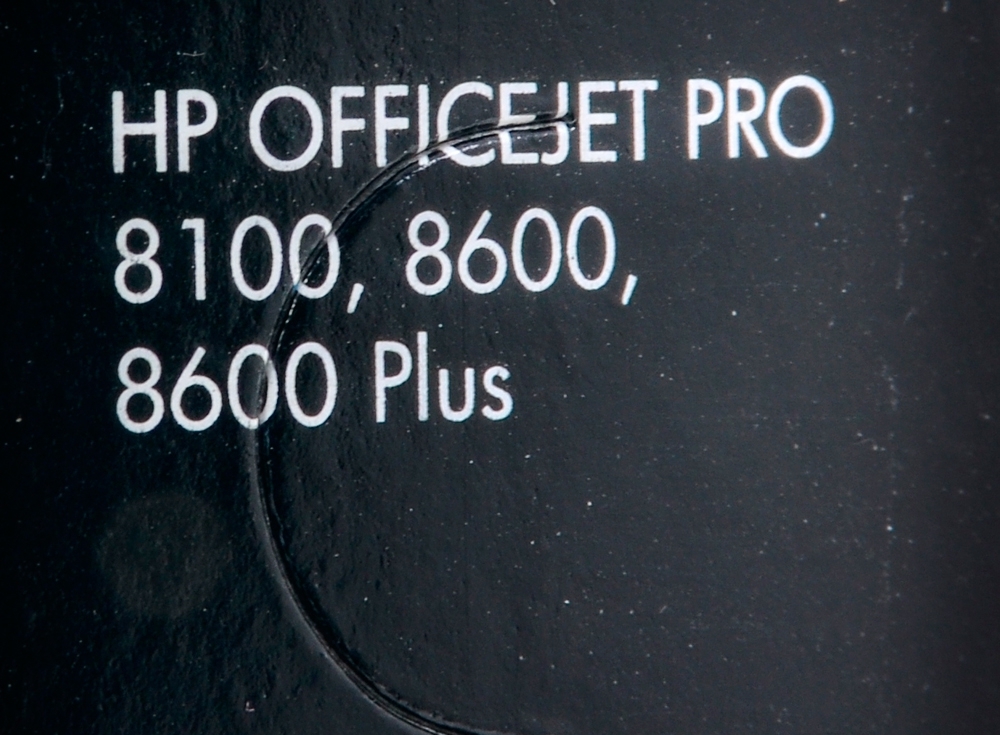 HP OFFICEJET PRO
8100, 8600,
8600 Plus